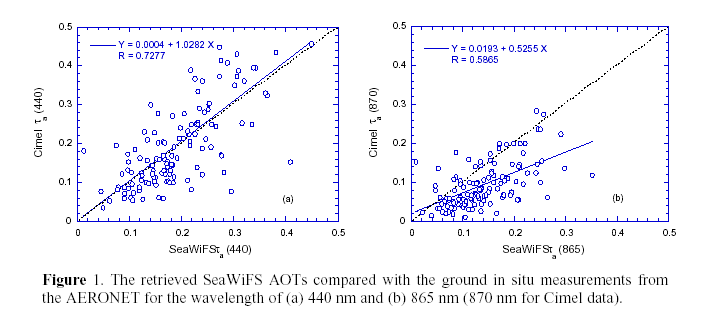 Y = 0.0004 + 1.0282 X
R = 0.7277
Cimel τa (440)
0.5
0.4
0.3
0.2
0.1
0
0 0.1 0.2 0.3 0.4 0.5
SeaWiFSτa (440)
(a)
Y = 0.0193 + 0.5255 X
R = 0.5865
Cimel τa (870)
0.5
0.4
0.3
0.2
0.1
0
0 0.1 0.2 0.3 0.4 0.5
SeaWiFSτa (865)
(b)
Figure 1. The retrieved SeaWiFS AOTs compared with the ground in situ measurements from
the AERONET for the wavelength of (a) 440 nm and (b) 865 nm (870 nm for Cimel data).